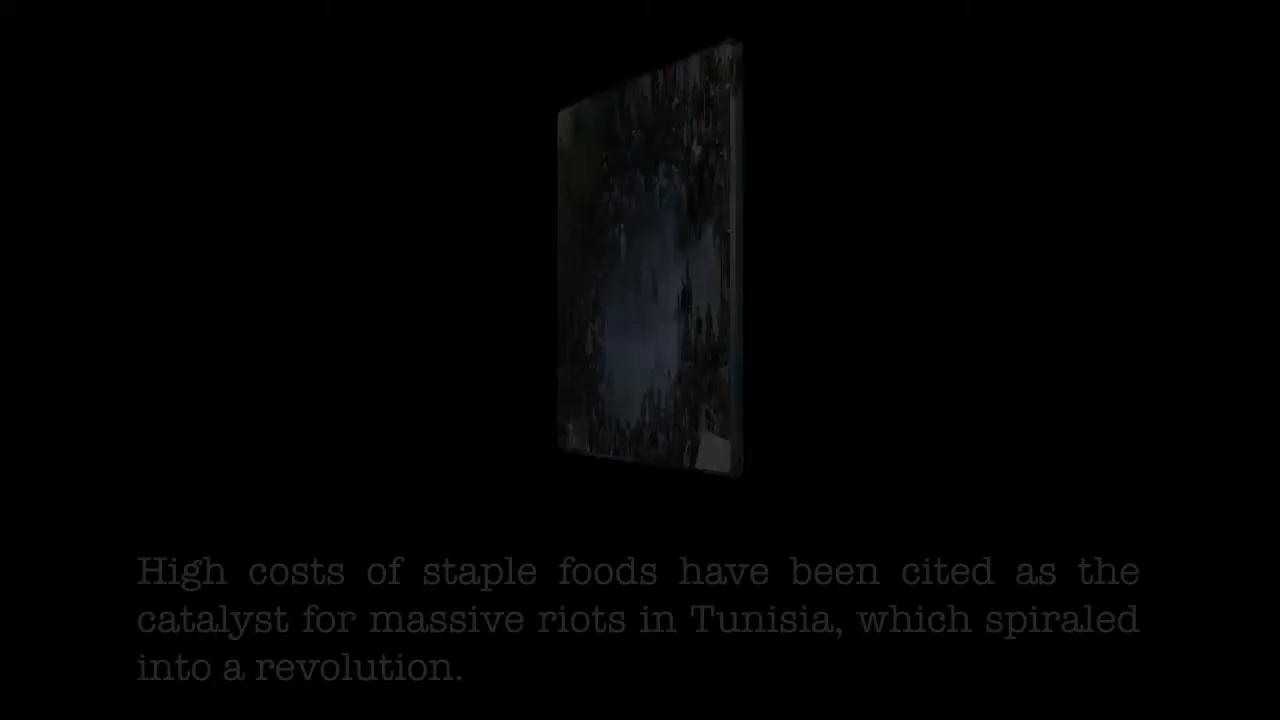 High costs of staple foods have been cited as the
catalyst for massive riots in Tunisia, which spiraled
into a revolution.